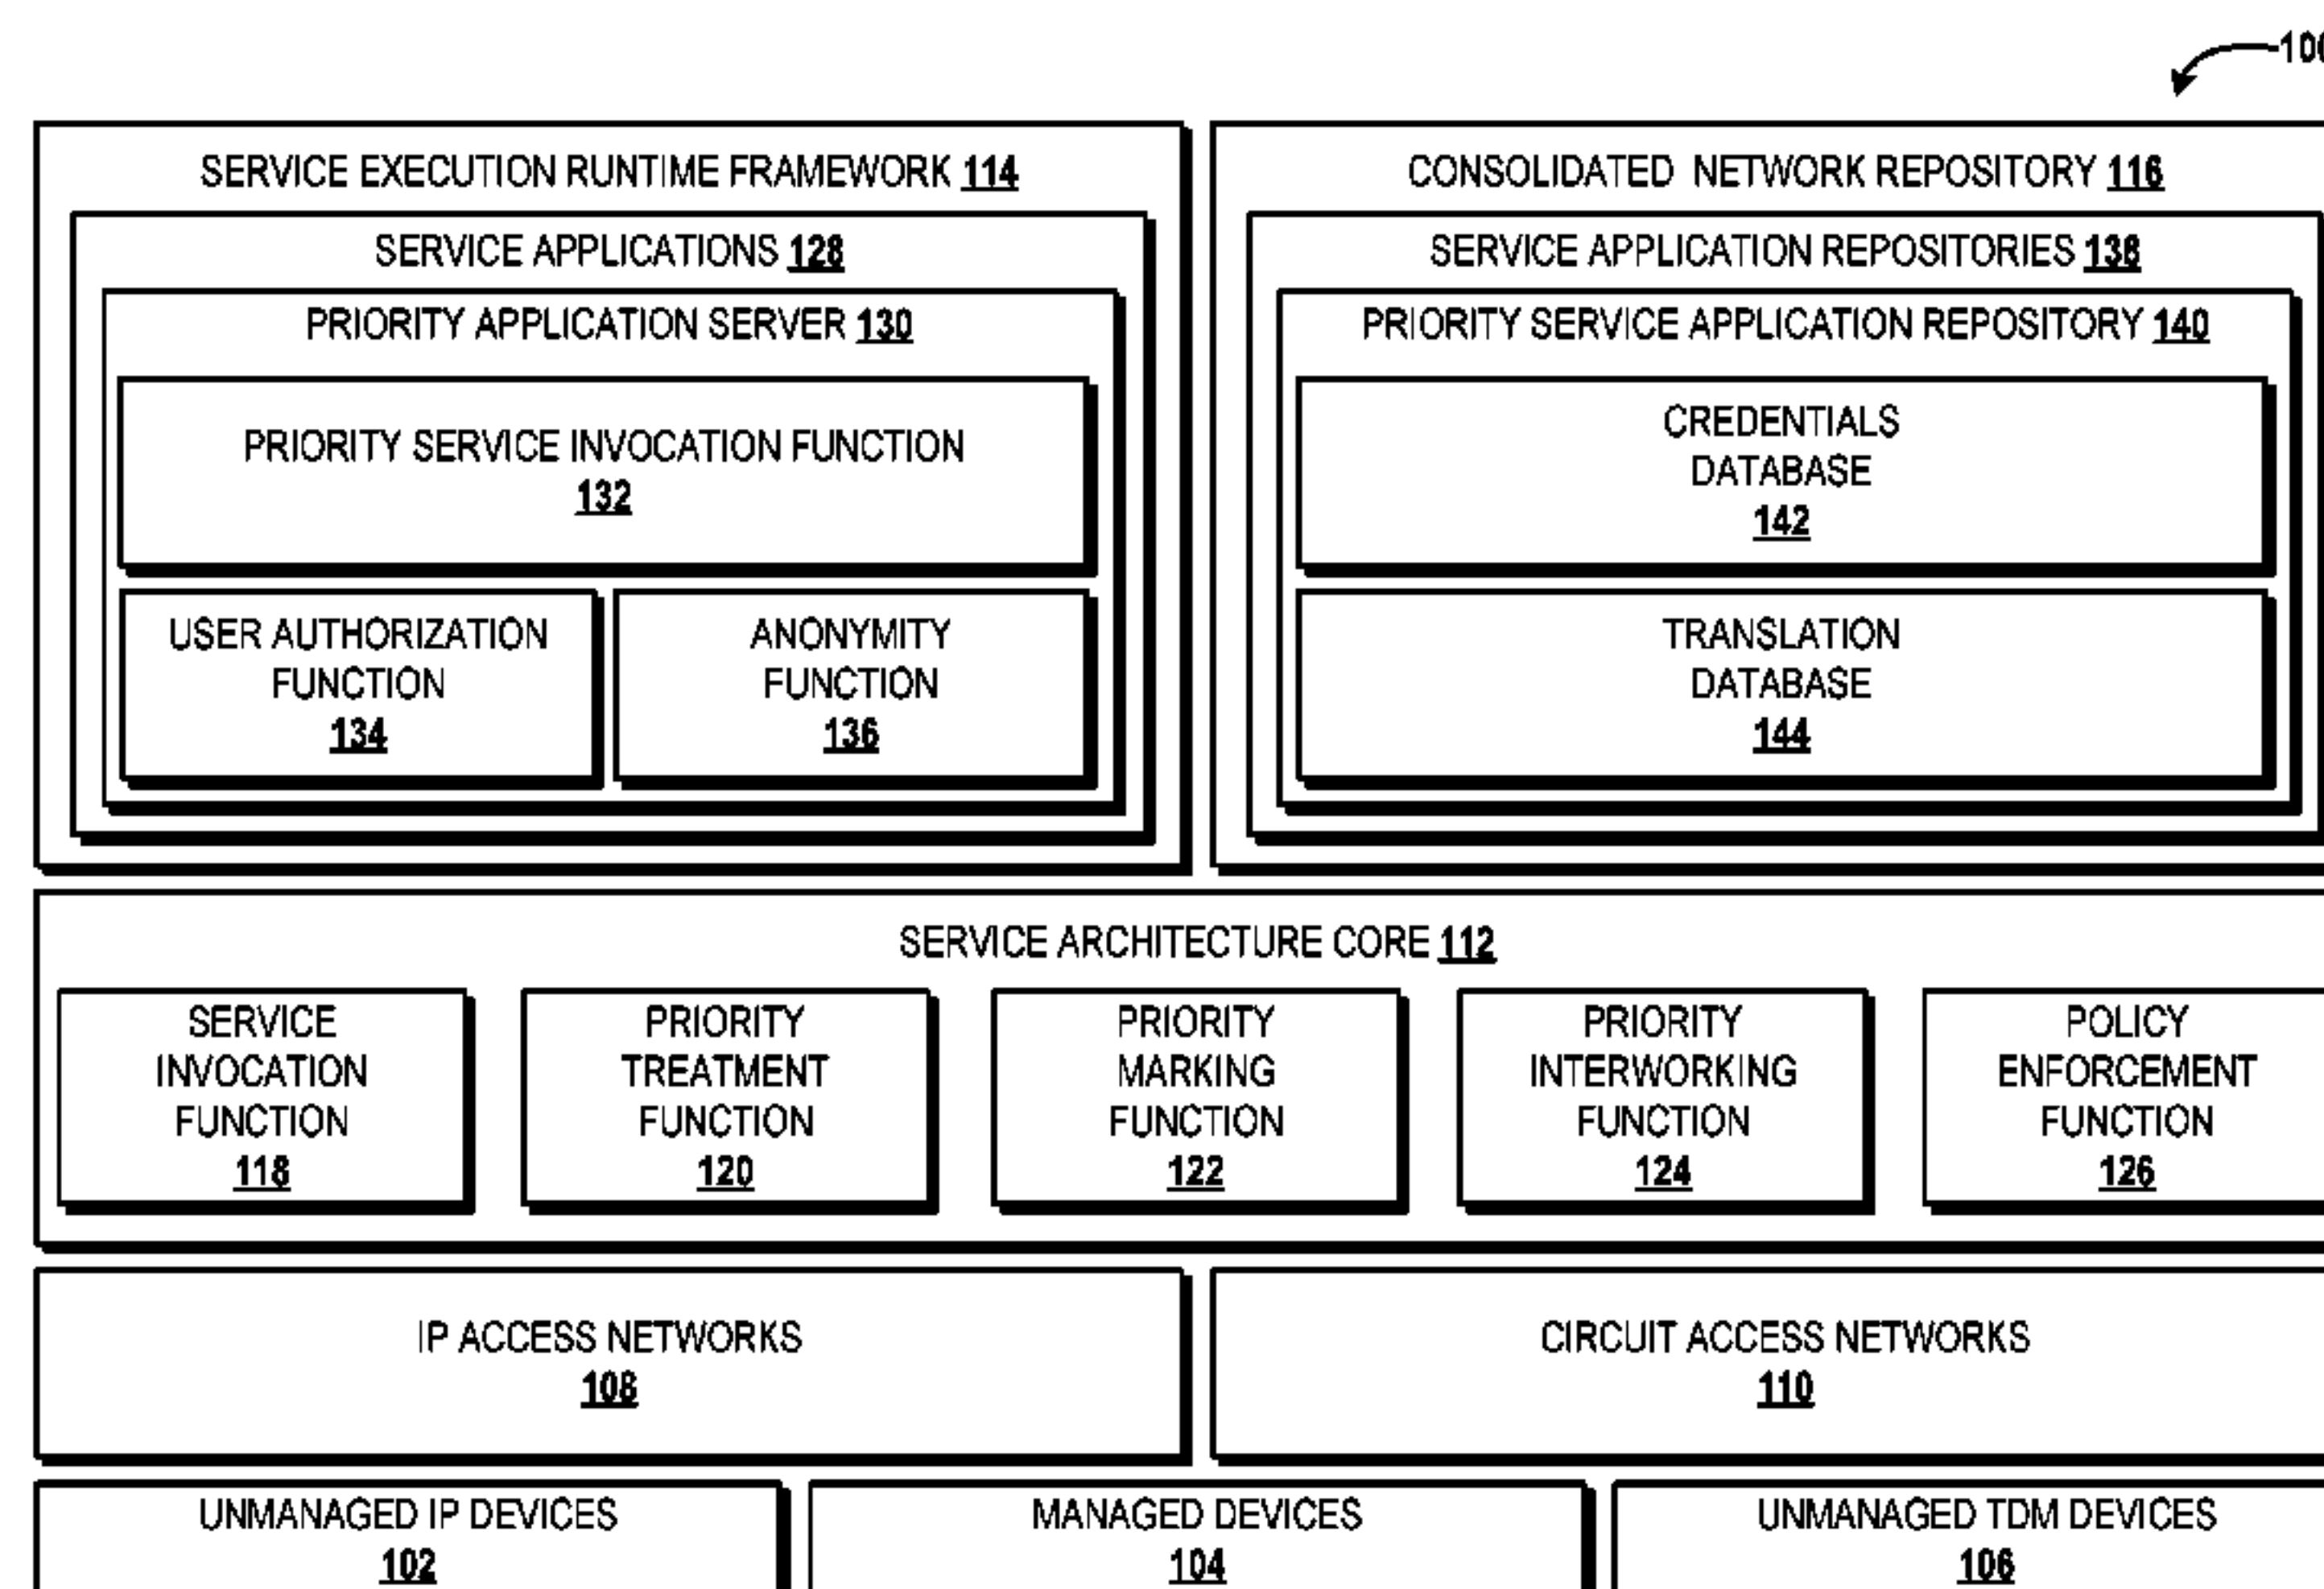 100
SERVICE EXECUTION RUNTIME FRAMEWORK 114
SERVICE APPLICATIONS 128
PRIORITY APPLICATION SERVER 130
PRIORITY SERVICE INVOCATION FUNCTION
132
USER AUTHORIZATION
FUNCTION
134
ANONYMITY
FUNCTION
136
CONSOLIDATED NETWORK REPOSITORY 116
SERVICE APPLICATION REPOSITORIES 138
PRIORITY SERVICE APPLICATION REPOSITORY 140
CREDENTIALS
DATABASE
142
TRANSLATION
DATABASE
144
SERVICE ARCHITECTURE CORE 112
SERVICE
INVOCATION
FUNCTION
118
PRIORITY
TREATMENT
FUNCTION
120
PRIORITY
MARKING
FUNCTION
122
PRIORITY
INTERWORKING
FUNCTION
124
POLICY
ENFORCEMENT
FUNCTION
126
IP ACCESS NETWORKS
108
CIRCUIT ACCESS NETWORKS
110
UNMANAGED IP DEVICES
102
MANAGED DEVICES
104
UNMANAGED TDM DEVICES
106